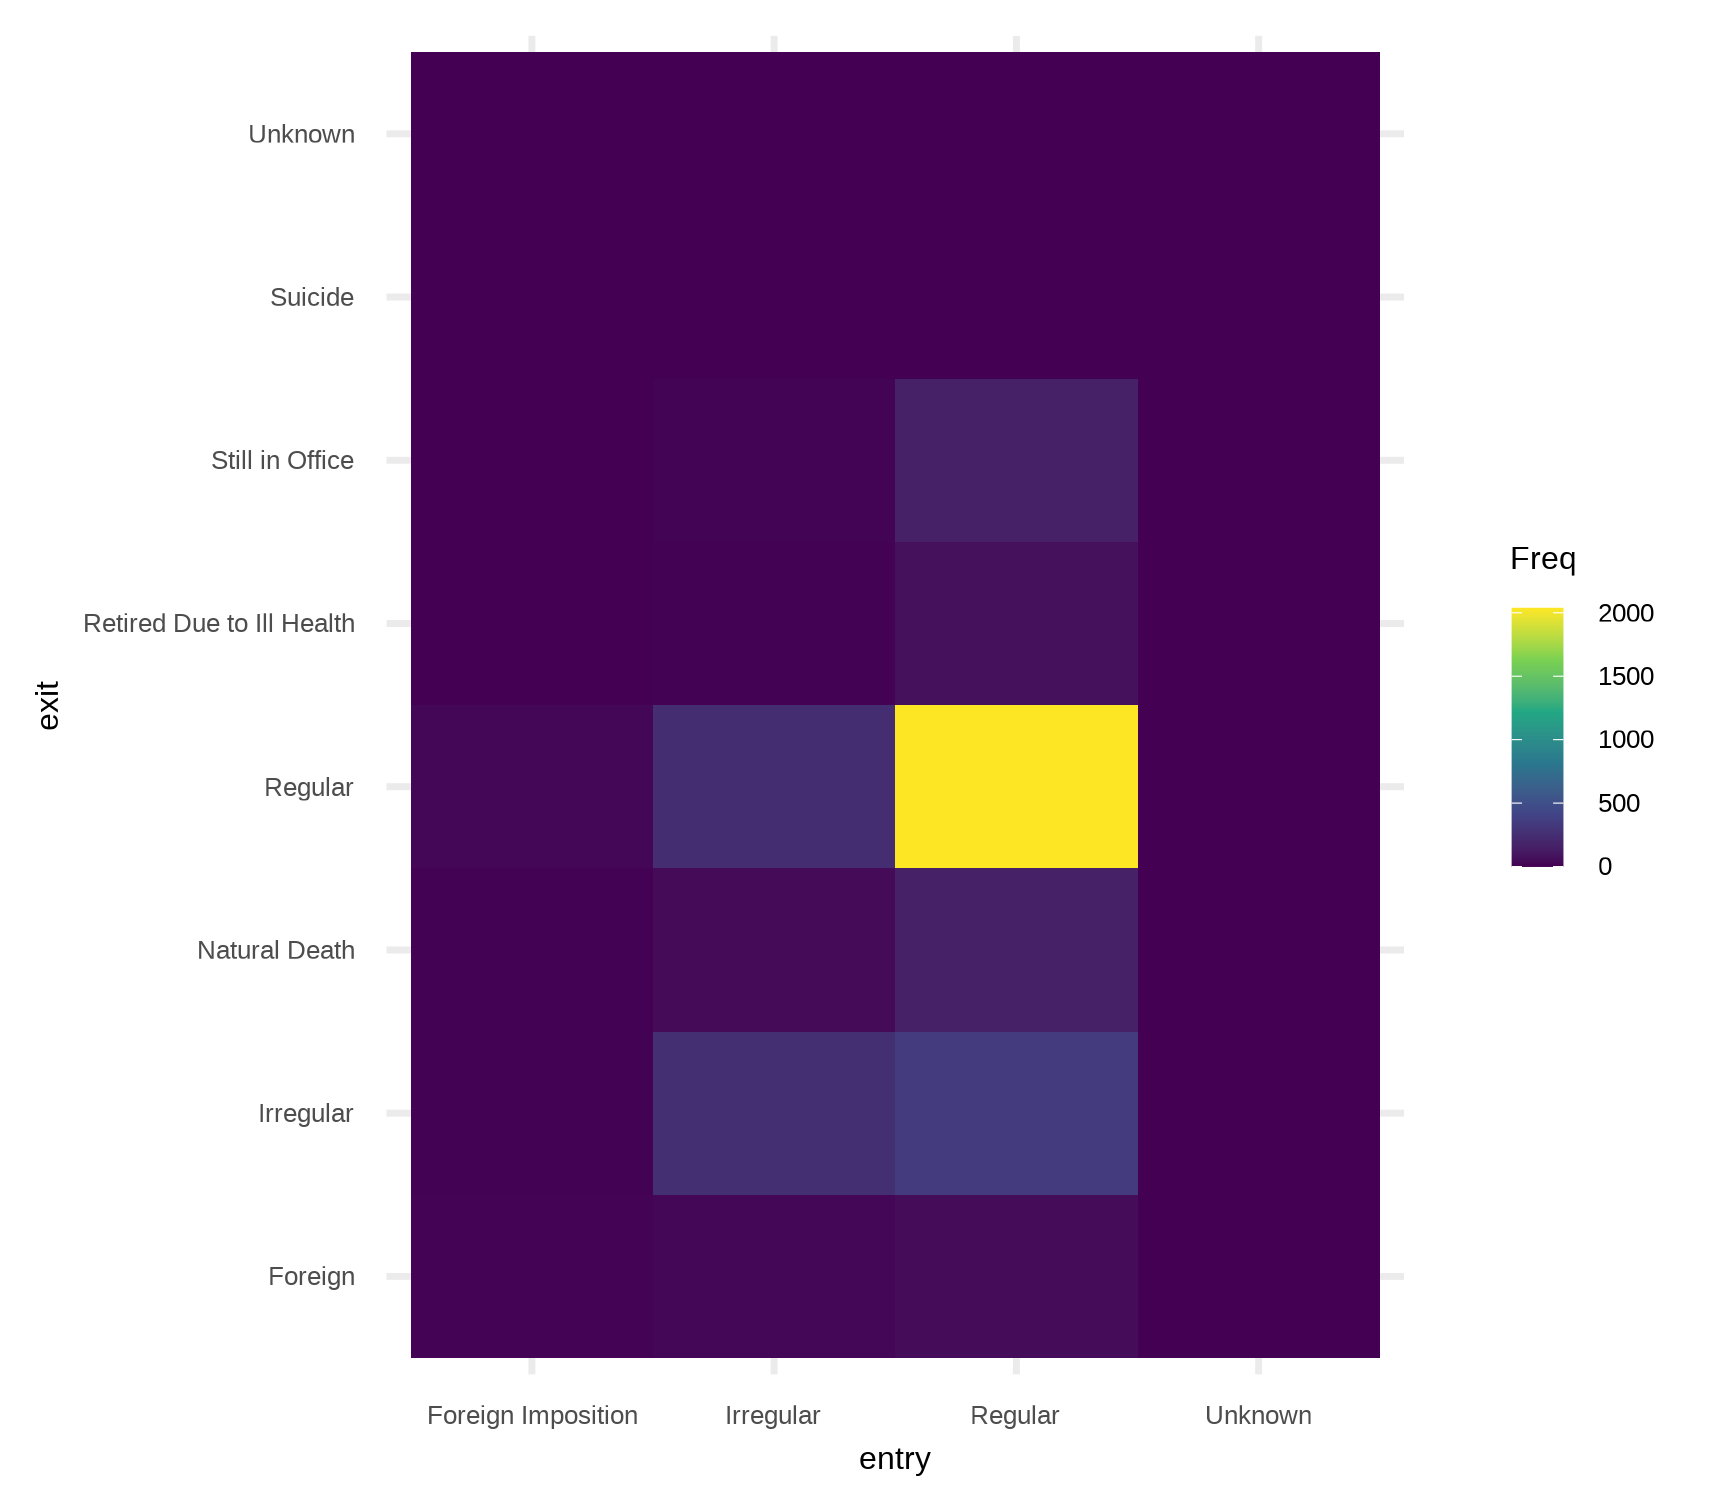 Unknown
Suicide
Still in Office
Retired Due to Ill Health
Regular
Natural Death
Irregular
Foreign
exit
Foreign Imposition
Irregular
Regular
Unknown
entry
Freq
2000
1500
1000
500
0